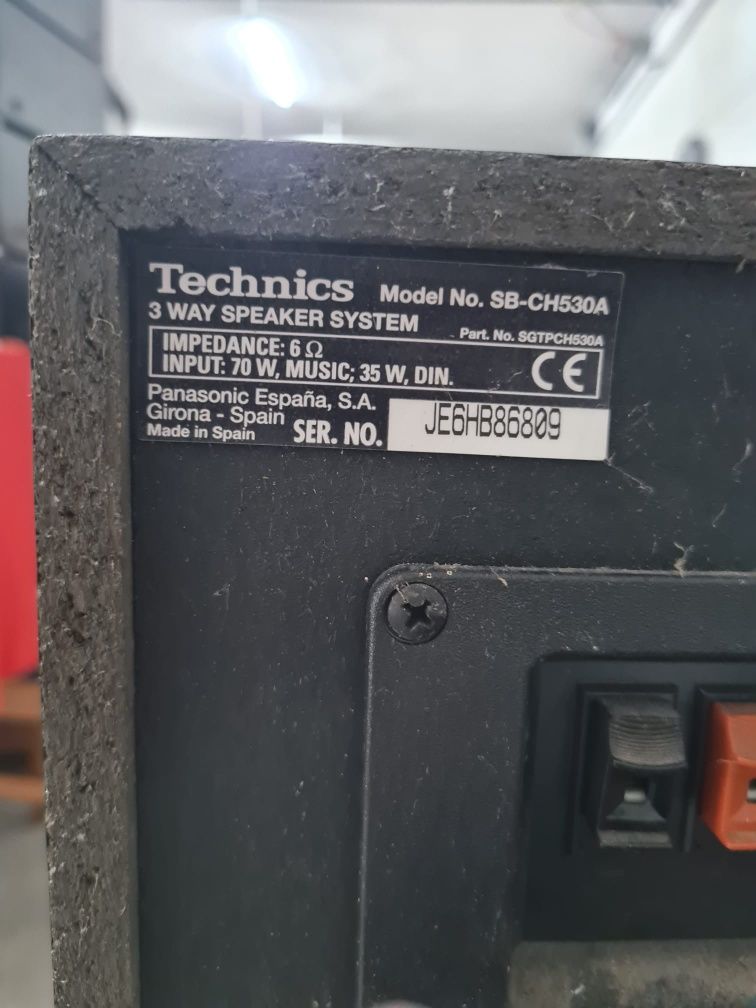 Technics Model No. SB-CH530A
3 WAY SPEAKER SYSTEM Part. No. SGTPCH530A
IMPEDANCE: 6 Ω
INPUT: 70 W, MUSIC; 35 W, DIN. CE
Panasonic España, S.A.
Girona - Spain
Made in Spain SER. NO. JE6HB86809